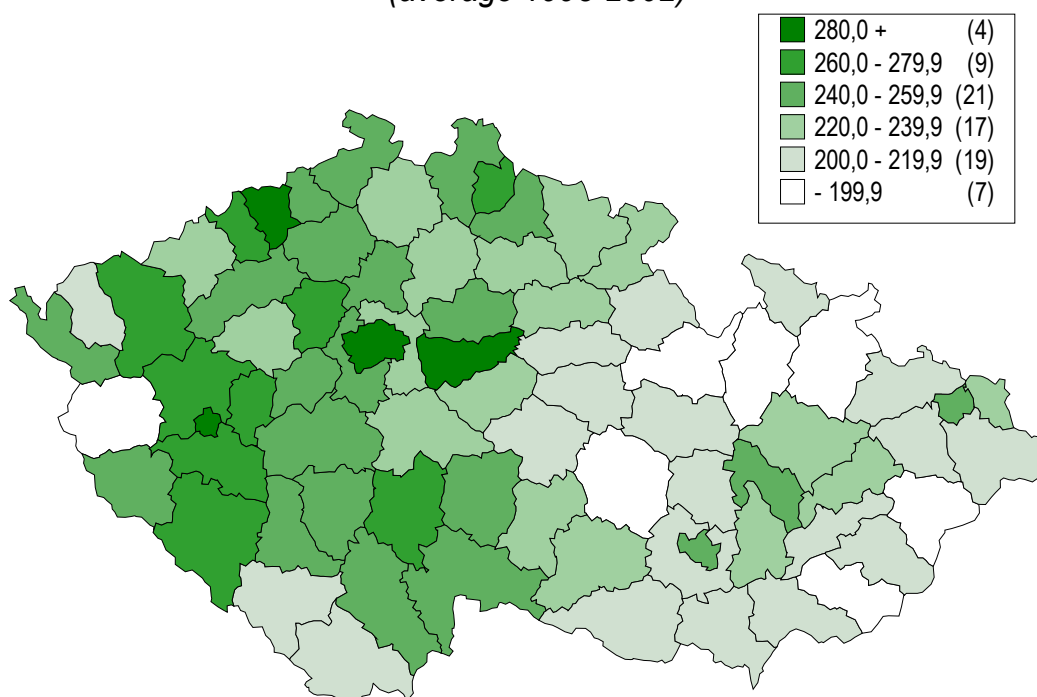 280,0 + (4)
260,0 - 279,9 (9)
240,0 - 259,9 (21)
220,0 - 239,9 (17)
200,0 - 219,9 (19)
- 199,9 (7)